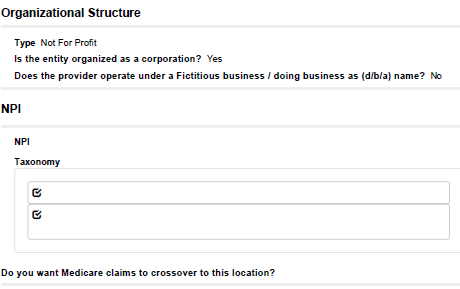 Organizational Structure
Type Not For Profit
Is the entity organized as a corporation? Yes
Does the provider operate under a Fictitious business / doing business as (d/b/a) name? No
NPI
NPI
Taxonomy
Do you want Medicare claims to crossover to this location?